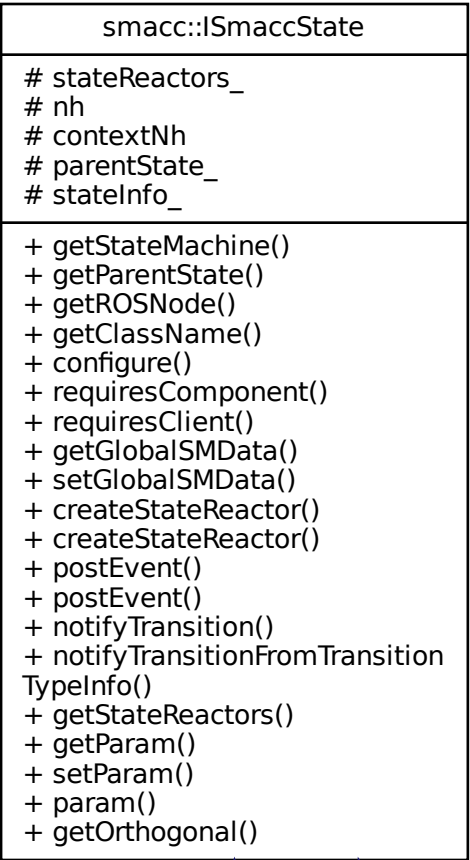 smacc::ISmaccState
# stateReactors_
# nh
# contextNh
# parentState_
# stateInfo_
+ getStateMachine()
+ getParentState()
+ getROSNode()
+ getClassName()
+ configure()
+ requiresComponent()
+ requiresClient()
+ getGlobalSMData()
+ setGlobalSMData()
+ createStateReactor()
+ createStateReactor()
+ postEvent()
+ postEvent()
+ notifyTransition()
+ notifyTransitionFromTransition
TypeInfo()
+ getStateReactors()
+ getParam()
+ setParam()
+ param()
+ getOrthogonal()